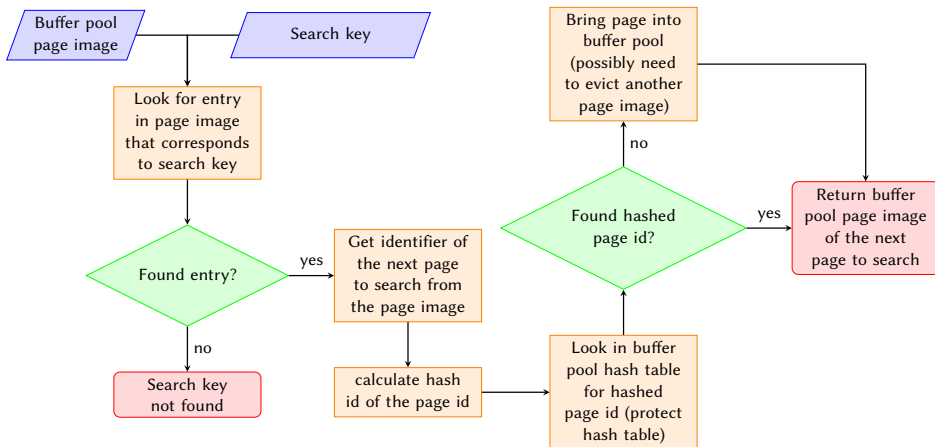 Buffer pool
page image
Search key
Look for entry
in page image
that corresponds
to search key
Found entry?
yes
no
Search key
not found
Get identifier of
the next page
to search from
the page image
calculate hash
id of the page id
Look in buffer
pool hash table
for hashed
page id (protect
hash table)
Found hashed
page id?
no
yes
Bring page into
buffer pool
(possibly need
to evict another
page image)
Return buffer
pool page image
of the next
page to search